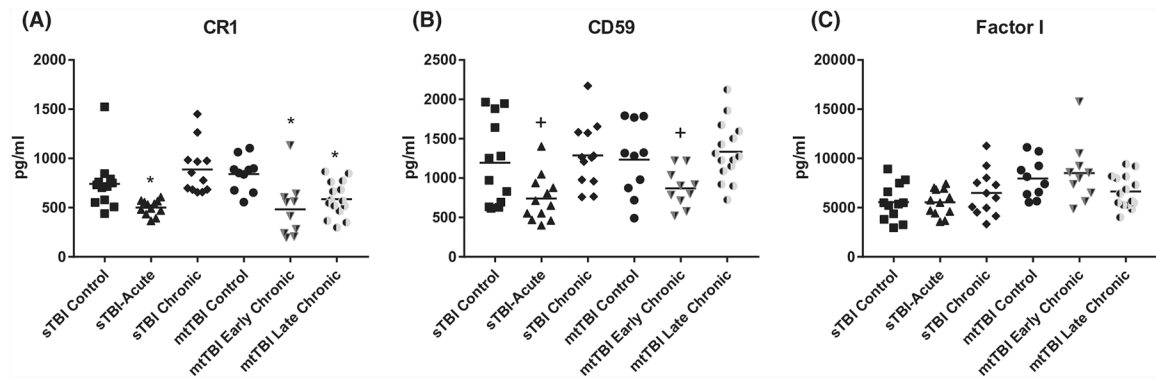 (A)
CR1
2000
1500
1000
500
0
pg/ml
*
*
*
sTBI Control
sTBI-Acute
sTBI Chronic
mtTBI Control
mtTBI Early Chronic
mtTBI Late Chronic
(B)
CD59
2500
2000
1500
1000
500
0
pg/ml
+
+
sTBI Control
sTBI-Acute
sTBI Chronic
mtTBI Control
mtTBI Early Chronic
mtTBI Late Chronic
(C)
Factor I
20000
15000
10000
5000
0
pg/ml
sTBI Control
sTBI-Acute
sTBI Chronic
mtTBI Control
mtTBI Early Chronic
mtTBI Late Chronic